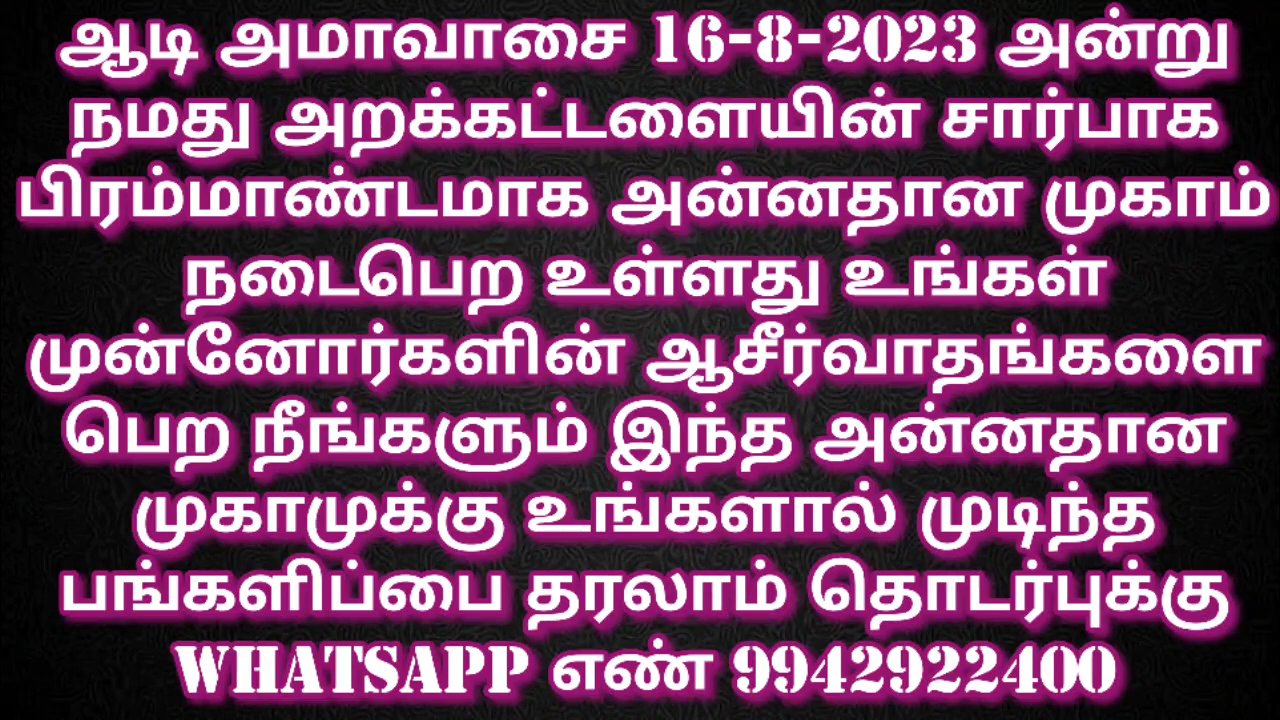 ஆடி அமாவாசை 16-8-2023 அன்று
நமது அறக்கட்டளையின் சார்பாக
பிரம்மாண்டமாக அன்னதான முகாம்
நடைபெற உள்ளது உங்கள்
முன்னோர்களின் ஆசீர்வாதங்களை
பெற நீங்களும் இந்த அன்னதான
முகாமுக்கு உங்களால் முடிந்த
பங்களிப்பை தரலாம் தொடர்புக்கு
WHATSAPP எண் 9942922400